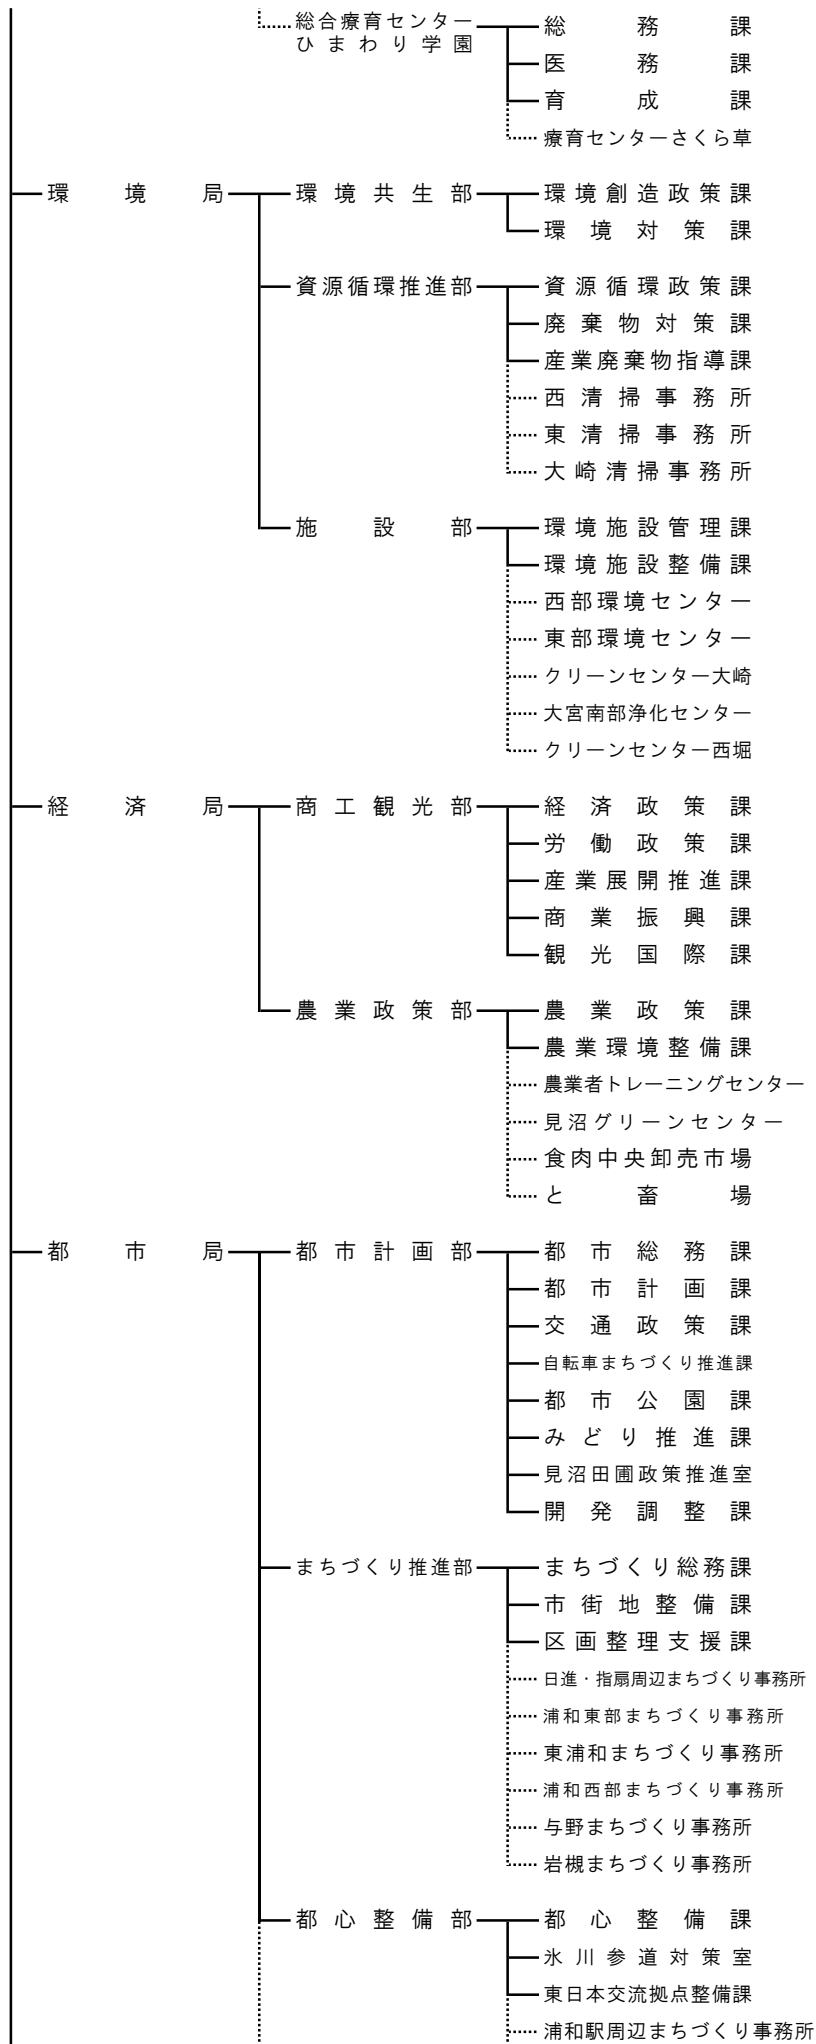 総合療育センター
ひまわり学園 総務課
医務課
育成課
療育センターさくら草
環境局 環境共生部 環境創造政策課
環境対策課
資源循環推進部 資源循環政策課
廃棄物対策課
産業廃棄物指導課
西清掃事務所
東清掃事務所
大崎清掃事務所
施設部 環境施設管理課
環境施設整備課
西部環境センター
東部環境センター
クリーンセンター大崎
大宮南部浄化センター
クリーンセンター西堀
経済局 商工観光部 経済政策課
労働政策課
産業展開推進課
商業振興課
観光国際課
農業政策部 農業政策課
農業環境整備課
農業者トレーニングセンター
見沼グリーンセンター
食肉中央卸売市場
と畜場
都市局 都市計画部 都市総務課
都市計画課
交通政策課
自転車まちづくり推進課
都市公園課
みどり推進課
見沼田圃政策推進室
開発調整課
まちづくり推進部 まちづくり総務課
市街地整備課
区画整理支援課
日進・指扇周辺まちづくり事務所
浦和東部まちづくり事務所
東浦和まちづくり事務所
浦和西部まちづくり事務所
与野まちづくり事務所
岩槻まちづくり事務所
都心整備部 都心整備課
氷川参道対策室
東日本交流拠点整備課
浦和駅周辺まちづくり事務所